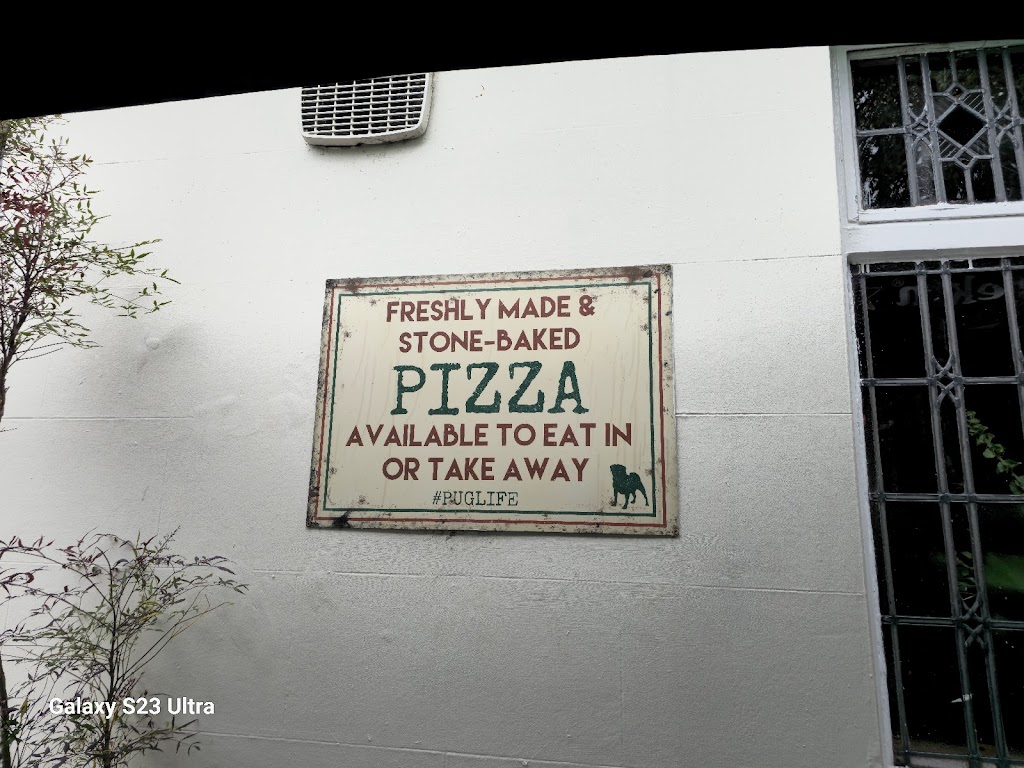 FRESHLY MADE &
STONE-BAKED
PIZZA
AVAILABLE TO EAT IN
OR TAKE AWAY
#PUGLIFE
Galaxy S23 Ultra